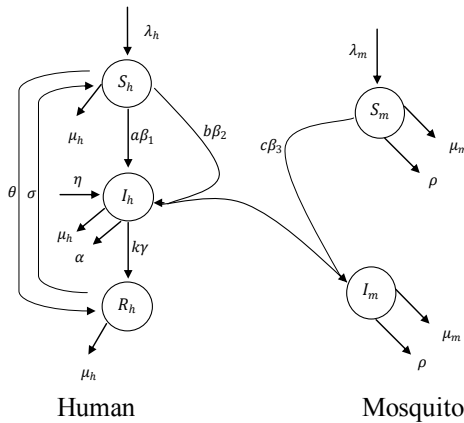 λ_h
λ_m
S_h
S_m
μ_h
aβ_1
bβ_2
cβ_3
μ_m
ρ
θ
σ
η
I_h
μ_h
α
kγ
I_m
R_h
μ_m
ρ
μ_h
Human
Mosquito